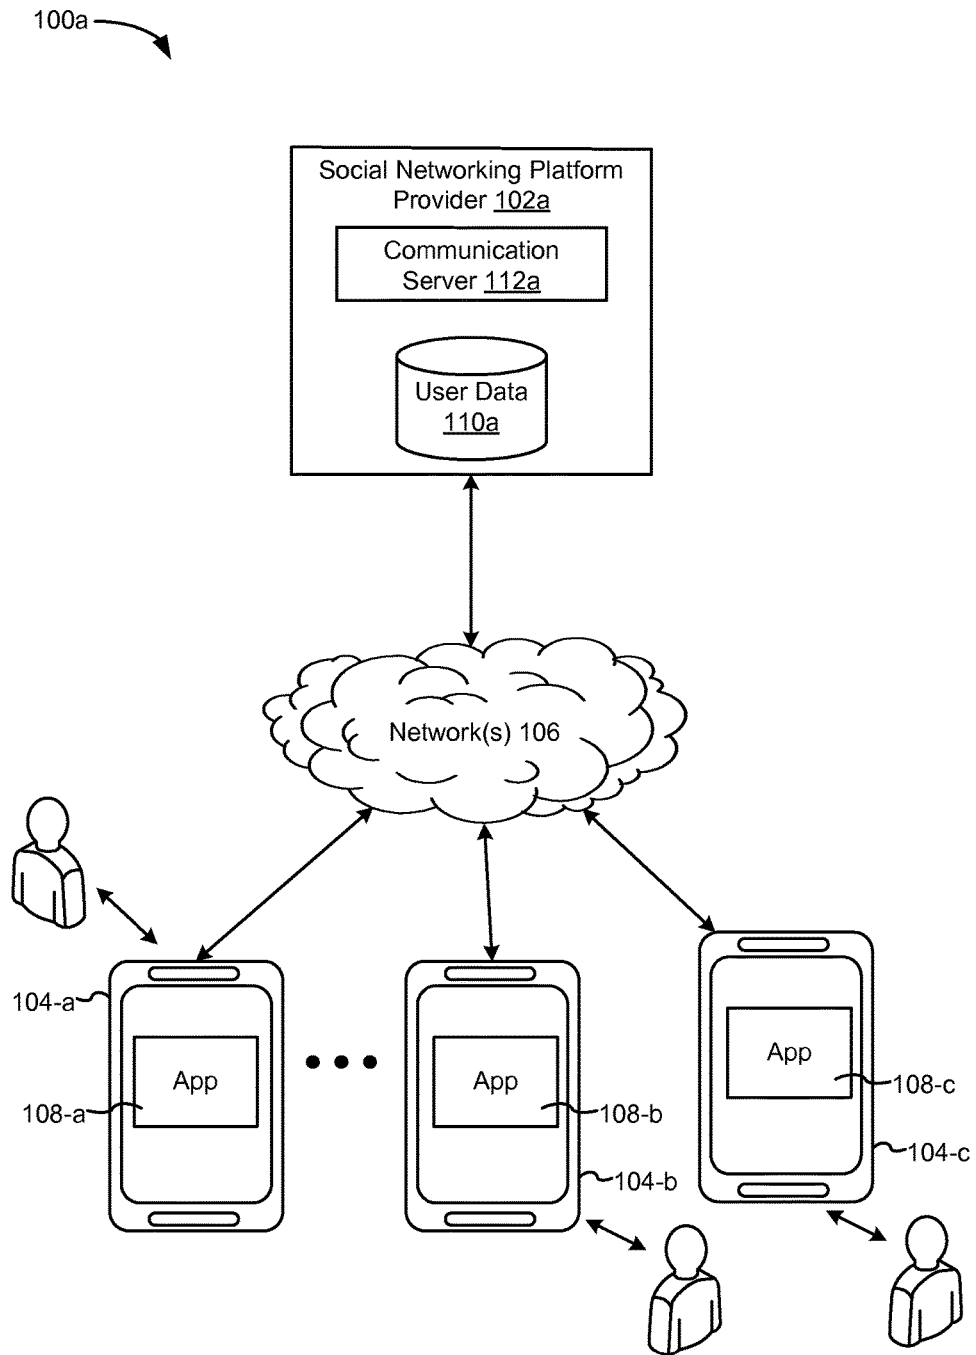 100a
Social Networking Platform
Provider 102a
Communication
Server 112a
User Data
110a
Network(s) 106
104-a
App
108-a
App
108-b
104-b
App
108-c
104-c